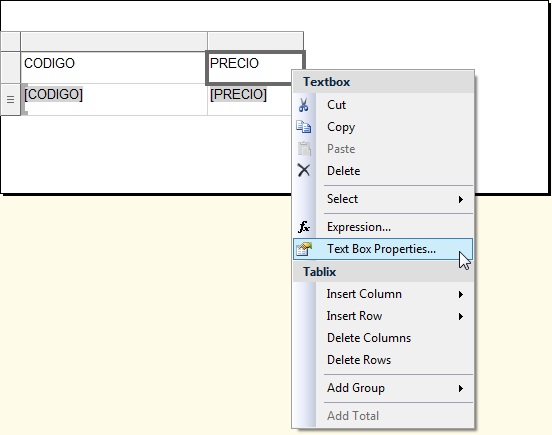 CODIGO PRECIO
[CODIGO] [PRECIO]
Textbox
Cut
Copy
Paste
Delete
Select
fx Expression...
Text Box Properties...
Tablix
Insert Column
Insert Row
Delete Columns
Delete Rows
Add Group
Add Total